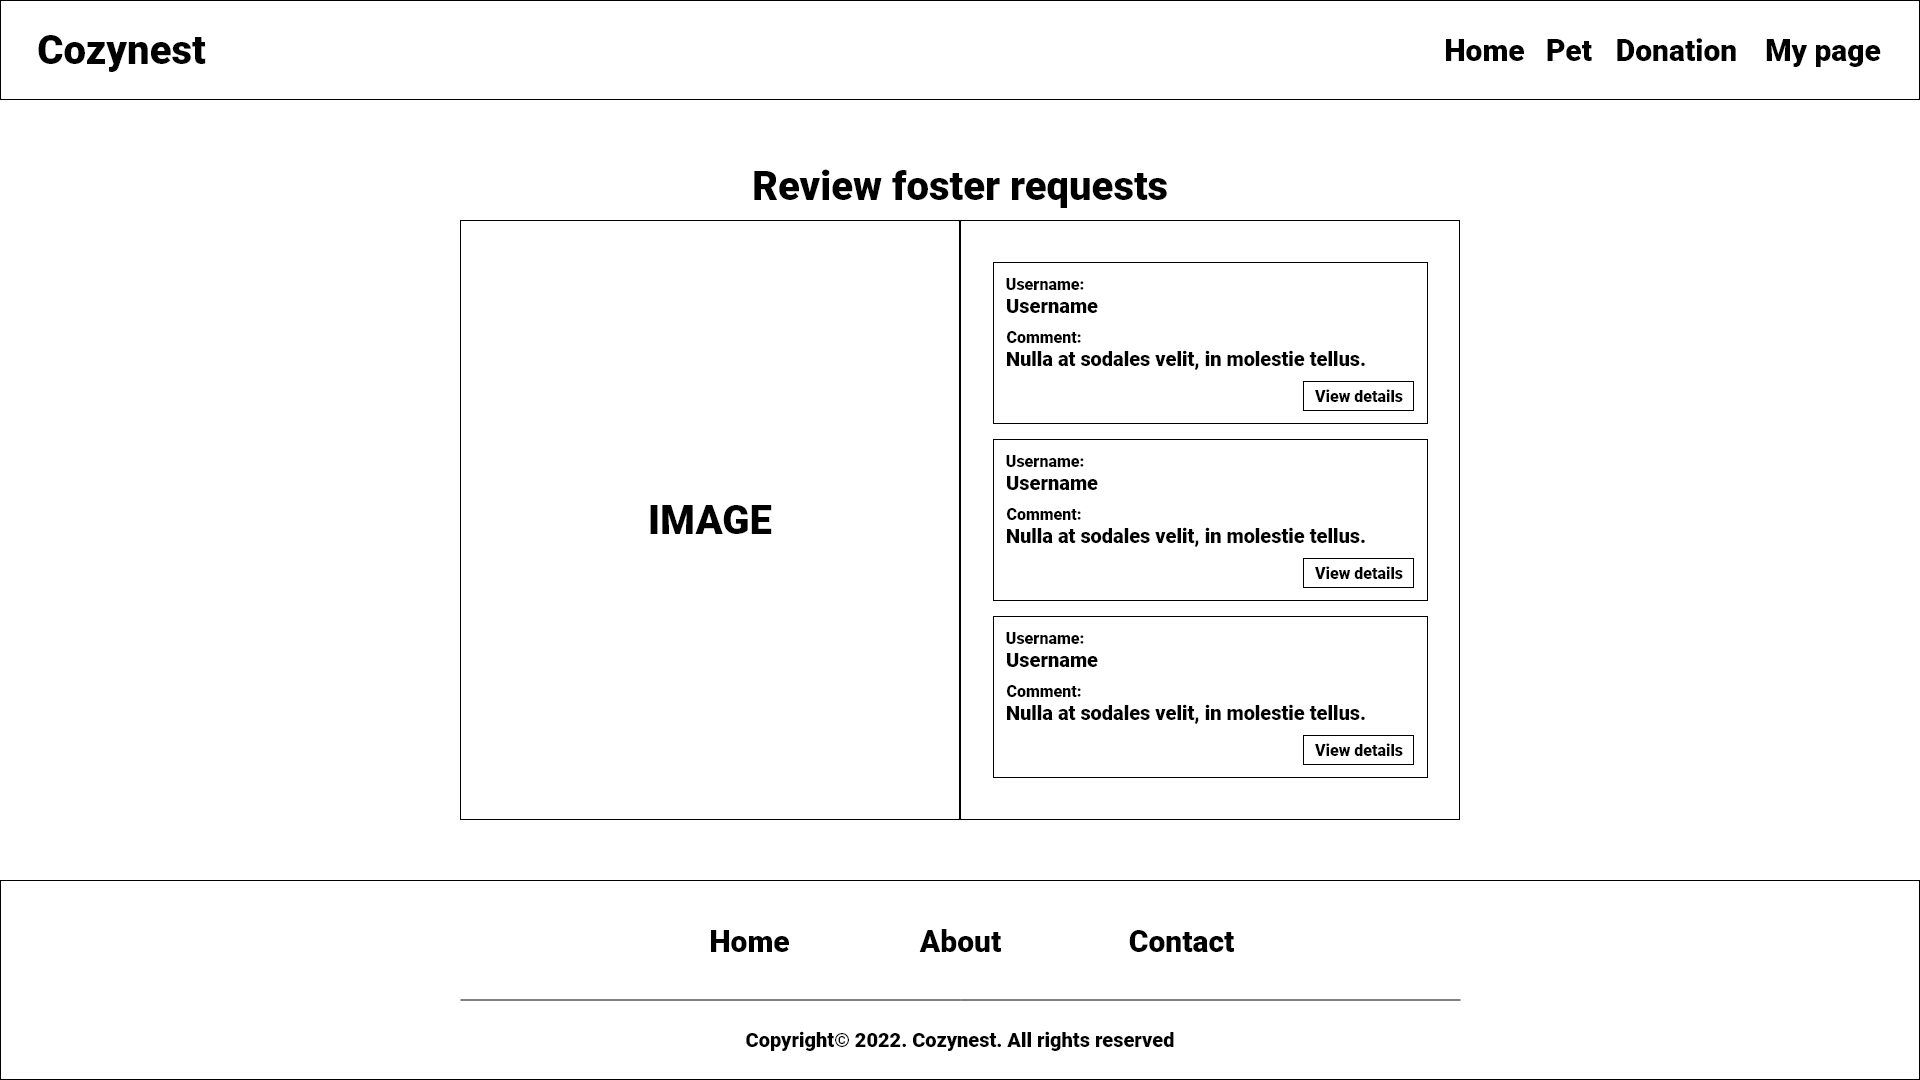 Cozynest
Home Pet Donation My page
Review foster requests
IMAGE
Username:
Username
Comment:
Nulla at sodales velit, in molestie tellus.
View details
Username:
Username
Comment:
Nulla at sodales velit, in molestie tellus.
View details
Username:
Username
Comment:
Nulla at sodales velit, in molestie tellus.
View details
Home About Contact
Copyright© 2022. Cozynest. All rights reserved